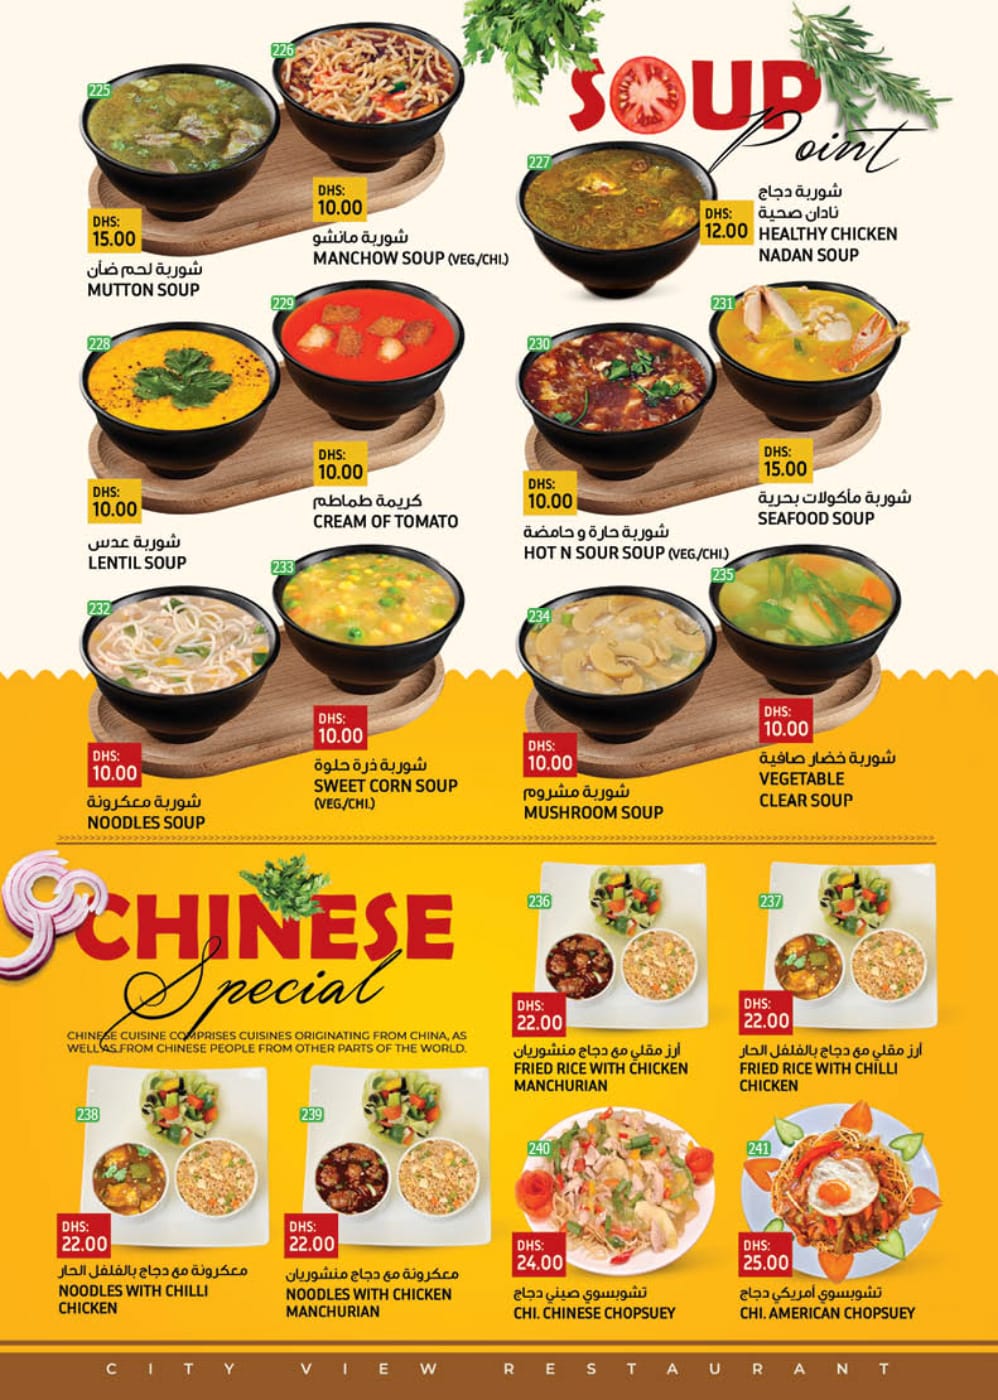 SOUP
Point
225
DHS:
15.00
شوربة لحم ضأن
MUTTON SOUP
226
DHS:
10.00
شوربة مانشو
MANCHOW SOUP (VEG./CHI.)
227
DHS:
12.00
شوربة دجاج
نادان صحية
HEALTHY CHICKEN
NADAN SOUP
228
DHS:
10.00
شوربة عدس
LENTIL SOUP
229
DHS:
10.00
كريمة طماطم
CREAM OF TOMATO
230
DHS:
10.00
شوربة حارة و حامضة
HOT N SOUR SOUP (VEG./CHI.)
231
DHS:
15.00
شوربة مأكولات بحرية
SEAFOOD SOUP
232
DHS:
10.00
شوربة معكرونة
NOODLES SOUP
233
DHS:
10.00
شوربة ذرة حلوة
SWEET CORN SOUP
(VEG./CHI.)
234
DHS:
10.00
شوربة مشروم
MUSHROOM SOUP
235
DHS:
10.00
شوربة خضار صافية
VEGETABLE
CLEAR SOUP
CHINESE
Special
CHINESE CUISINE COMPRISES CUISINES ORIGINATING FROM CHINA, AS
WELL AS FROM CHINESE PEOPLE FROM OTHER PARTS OF THE WORLD.
236
DHS:
22.00
أرز مقلي مع دجاج منشوريان
FRIED RICE WITH CHICKEN
MANCHURIAN
237
DHS:
22.00
أرز مقلي مع دجاج بالفلفل الحار
FRIED RICE WITH CHILLI
CHICKEN
238
DHS:
22.00
معكرونة مع دجاج بالفلفل الحار
NOODLES WITH CHILLI
CHICKEN
239
DHS:
22.00
معكرونة مع دجاج منشوريان
NOODLES WITH CHICKEN
MANCHURIAN
240
DHS:
24.00
تشوبسوي صيني دجاج
CHI. CHINESE CHOPSUEY
241
DHS:
25.00
تشوبسوي أمريكي دجاج
CHI. AMERICAN CHOPSUEY
CITY VIEW RESTAURANT